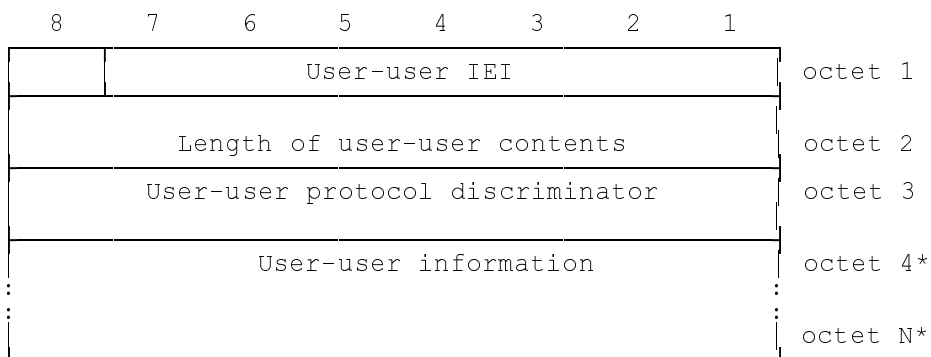 8 7 6 5 4 3 2 1
User-user IEI octet 1
Length of user-user contents octet 2
User-user protocol discriminator octet 3
User-user information octet 4*
: :
: :
octet N*